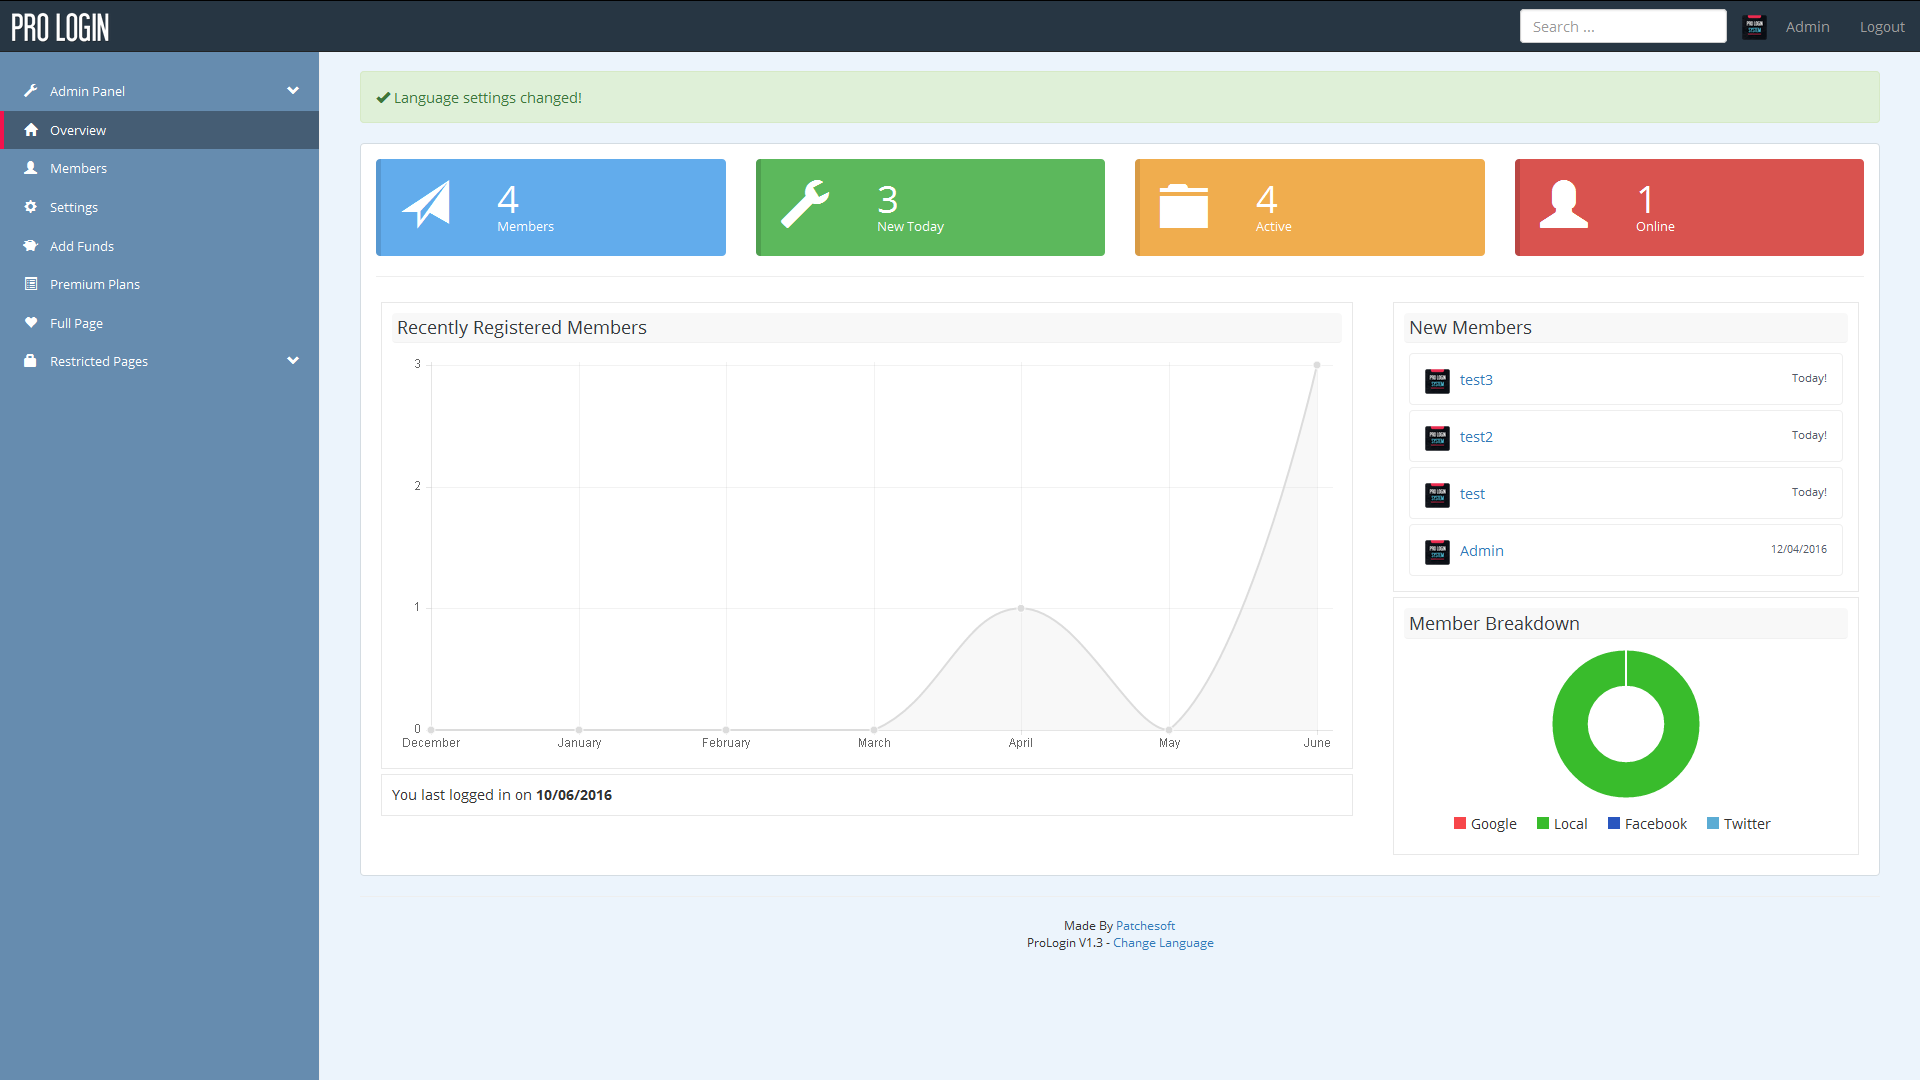 PRO LOGIN
Search ...
Admin
Logout
Admin Panel
Overview
Members
Settings
Add Funds
Premium Plans
Full Page
Restricted Pages
Language settings changed!
4
Members
3
New Today
4
Active
1
Online
Recently Registered Members
3
2
1
0
December January February March April May June
You last logged in on 10/06/2016
New Members
test3 Today!
test2 Today!
test Today!
Admin 12/04/2016
Member Breakdown
Google Local Facebook Twitter
Made By Patchesoft
ProLogin V1.3 - Change Language